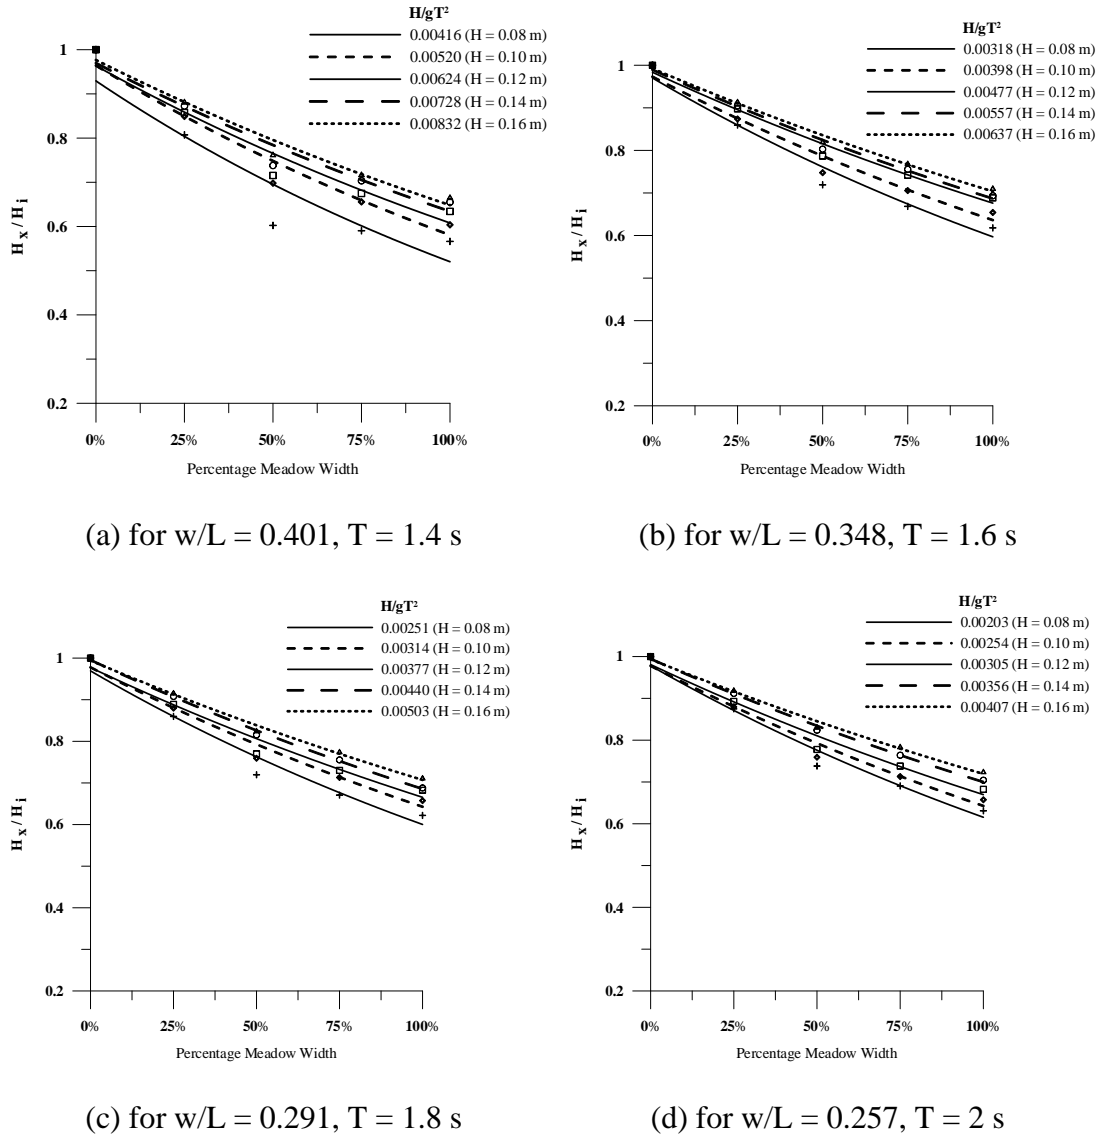 H/gT²
0.00416 (H = 0.08 m)
0.00520 (H = 0.10 m)
0.00624 (H = 0.12 m)
0.00728 (H = 0.14 m)
0.00832 (H = 0.16 m)
1
0.8
0.6
0.4
0.2
H x / H i
0% 25% 50% 75% 100%
Percentage Meadow Width
(a) for w/L = 0.401, T = 1.4 s
H/gT²
0.00318 (H = 0.08 m)
0.00398 (H = 0.10 m)
0.00477 (H = 0.12 m)
0.00557 (H = 0.14 m)
0.00637 (H = 0.16 m)
1
0.8
0.6
0.4
0.2
H x / H i
0% 25% 50% 75% 100%
Percentage Meadow Width
(b) for w/L = 0.348, T = 1.6 s
H/gT²
0.00251 (H = 0.08 m)
0.00314 (H = 0.10 m)
0.00377 (H = 0.12 m)
0.00440 (H = 0.14 m)
0.00503 (H = 0.16 m)
1
0.8
0.6
0.4
0.2
H x / H i
0% 25% 50% 75% 100%
Percentage Meadow Width
(c) for w/L = 0.291, T = 1.8 s
H/gT²
0.00203 (H = 0.08 m)
0.00254 (H = 0.10 m)
0.00305 (H = 0.12 m)
0.00356 (H = 0.14 m)
0.00407 (H = 0.16 m)
1
0.8
0.6
0.4
0.2
H x / H i
0% 25% 50% 75% 100%
Percentage Meadow Width
(d) for w/L = 0.257, T = 2 s